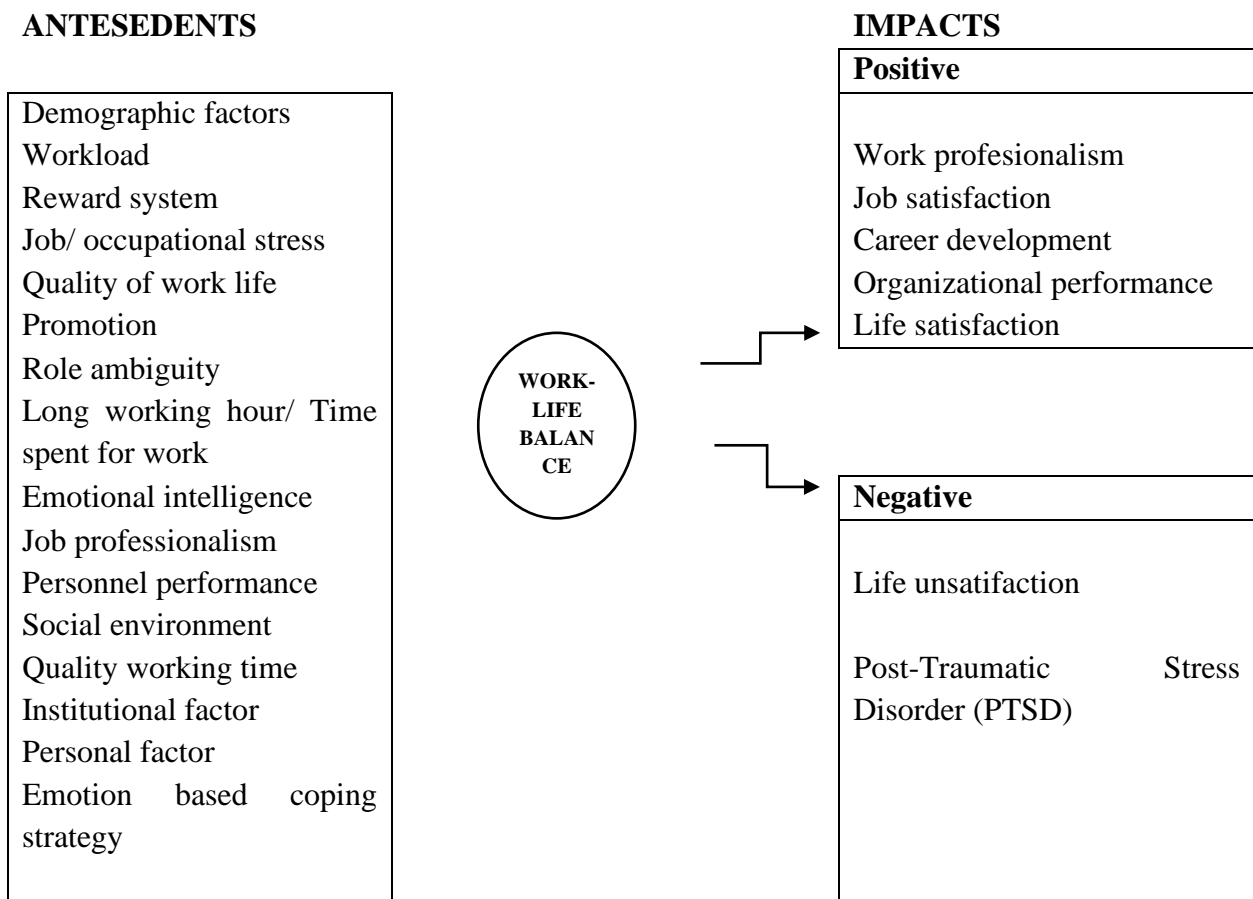 ANTESEDENTS
Demographic factors
Workload
Reward system
Job/ occupational stress
Quality of work life
Promotion
Role ambiguity
Long working hour/ Time
spent for work
Emotional intelligence
Job professionalism
Personnel performance
Social environment
Quality working time
Institutional factor
Personal factor
Emotion based coping
strategy
WORK-
LIFE
BALAN
CE
IMPACTS
Positive
Work profesionalism
Job satisfaction
Career development
Organizational performance
Life satisfaction
Negative
Life unsatifaction
Post-Traumatic Stress
Disorder (PTSD)